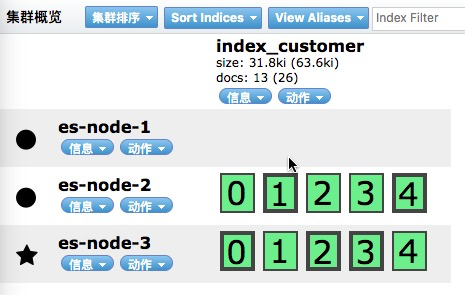 集群概览 集群排序 Sort Indices View Aliases Index Filter
index_customer
size: 31.8ki (63.6ki)
docs: 13 (26)
信息 动作
es-node-1
信息 动作
es-node-2
信息 动作
0 1 2 3 4
es-node-3
信息 动作
0 1 2 3 4